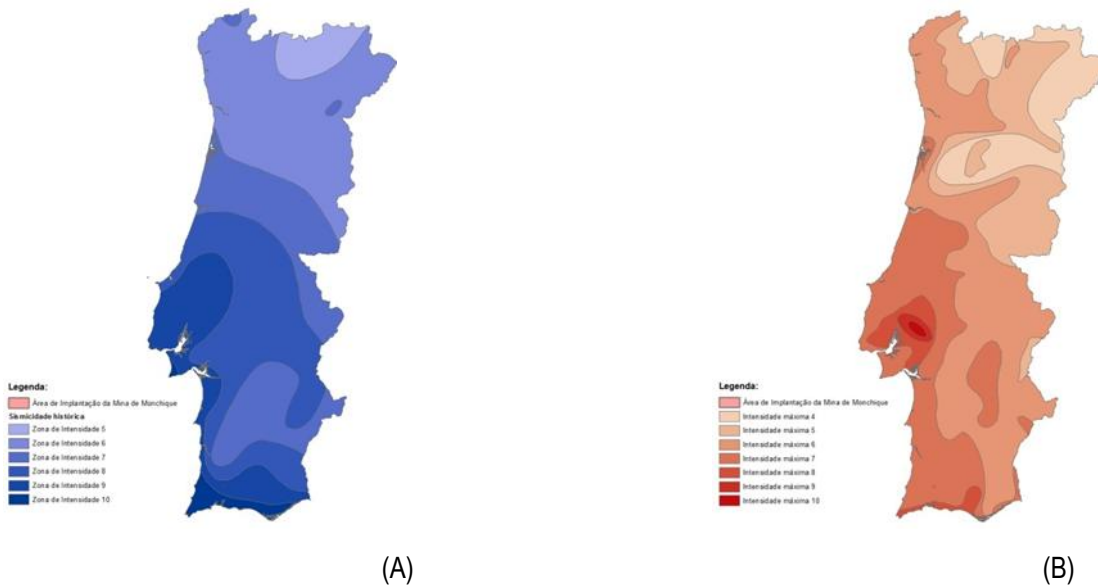 Legenda:
Área de Implantação da Mina de Monchique
Sismicidade histórica
Zona de Intensidade 5
Zona de Intensidade 6
Zona de Intensidade 7
Zona de Intensidade 8
Zona de Intensidade 9
Zona de Intensidade 10
(A)
Legenda:
Área de Implantação da Mina de Monchique
Intensidade máxima 4
Intensidade máxima 5
Intensidade máxima 6
Intensidade máxima 7
Intensidade máxima 8
Intensidade máxima 9
Intensidade máxima 10
(B)